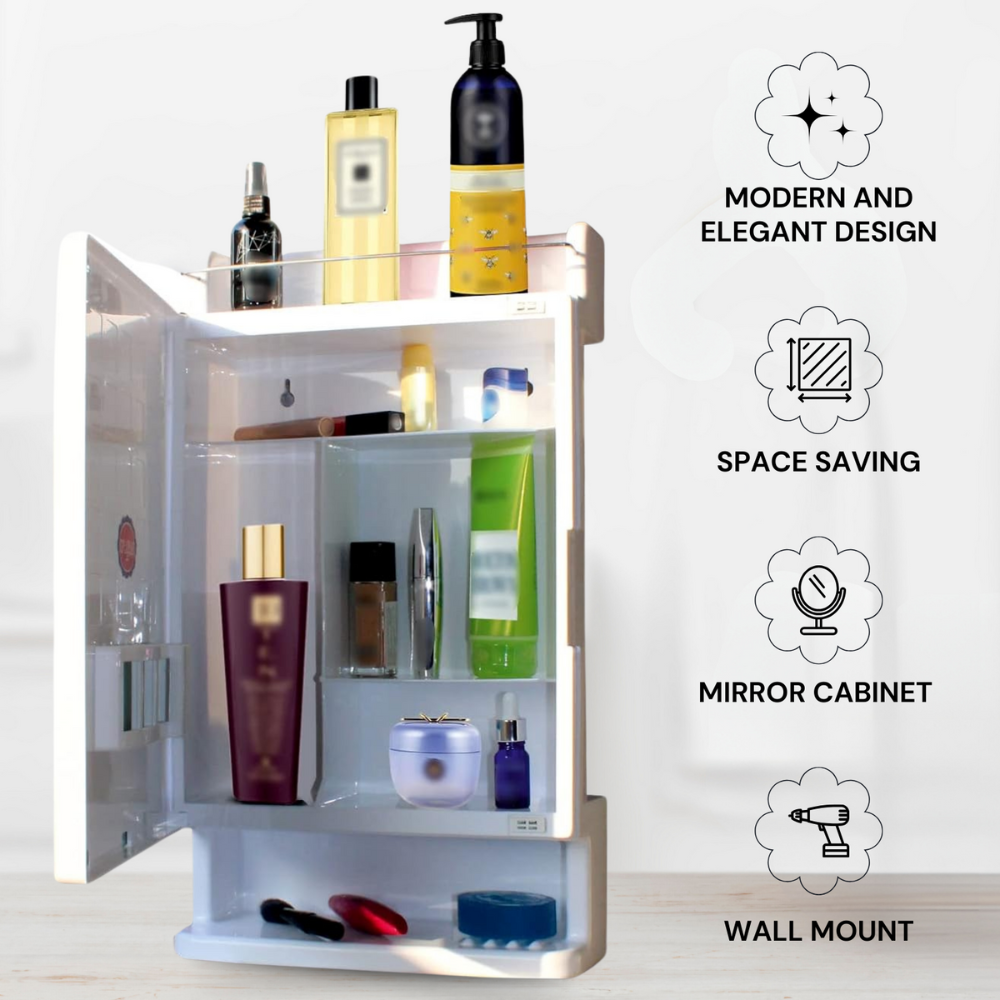 MODERN AND
ELEGANT DESIGN
SPACE SAVING
MIRROR CABINET
WALL MOUNT